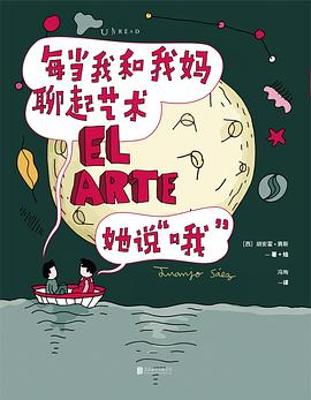 UNREAD
每当我和我妈
聊起艺术
EL
ARTE
她说“哦”
[西] 胡安霍·赛斯
—著+绘
Juanjo Sáez
冯珣
—译